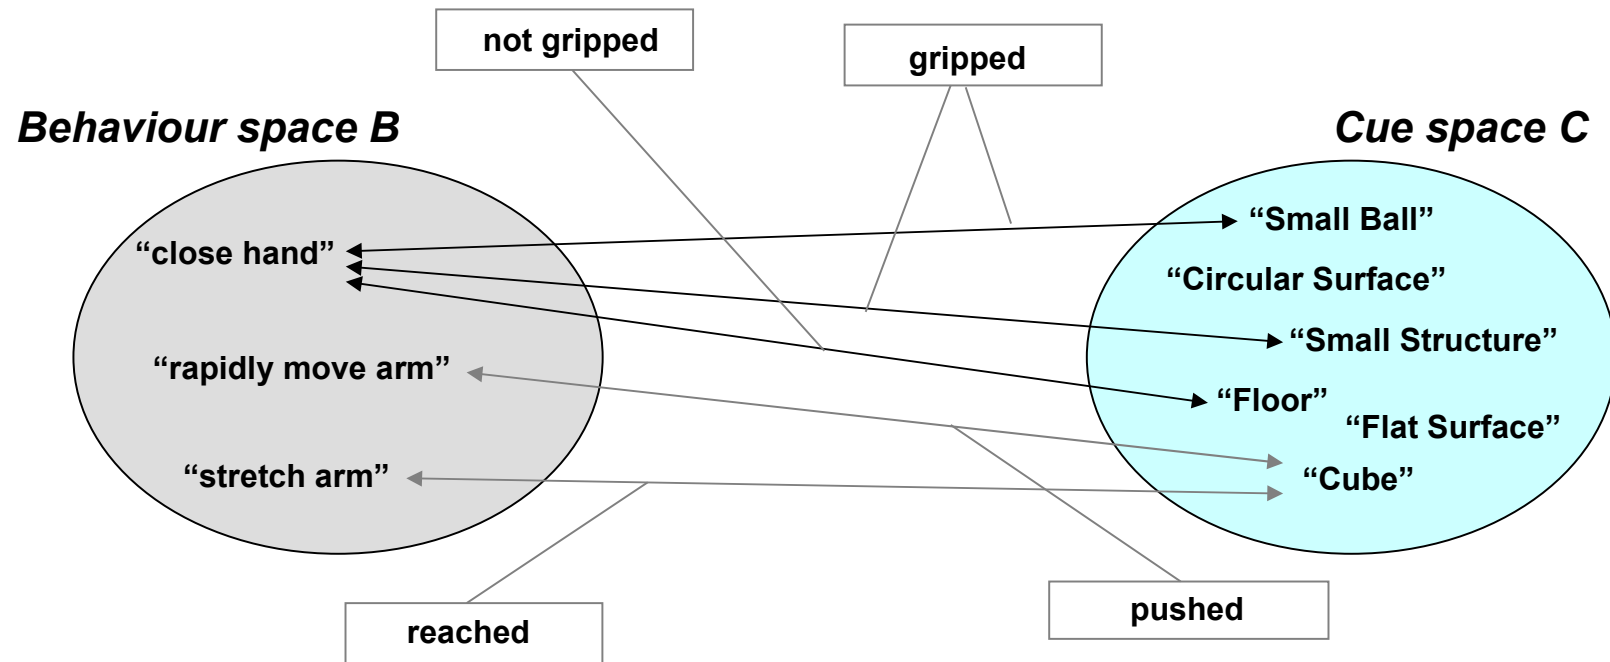 not gripped
gripped
Behaviour space B
Cue space C
“Small Ball”
“close hand”
“Circular Surface”
“Small Structure”
“rapidly move arm”
“Floor”
“Flat Surface”
“stretch arm”
“Cube”
pushed
reached